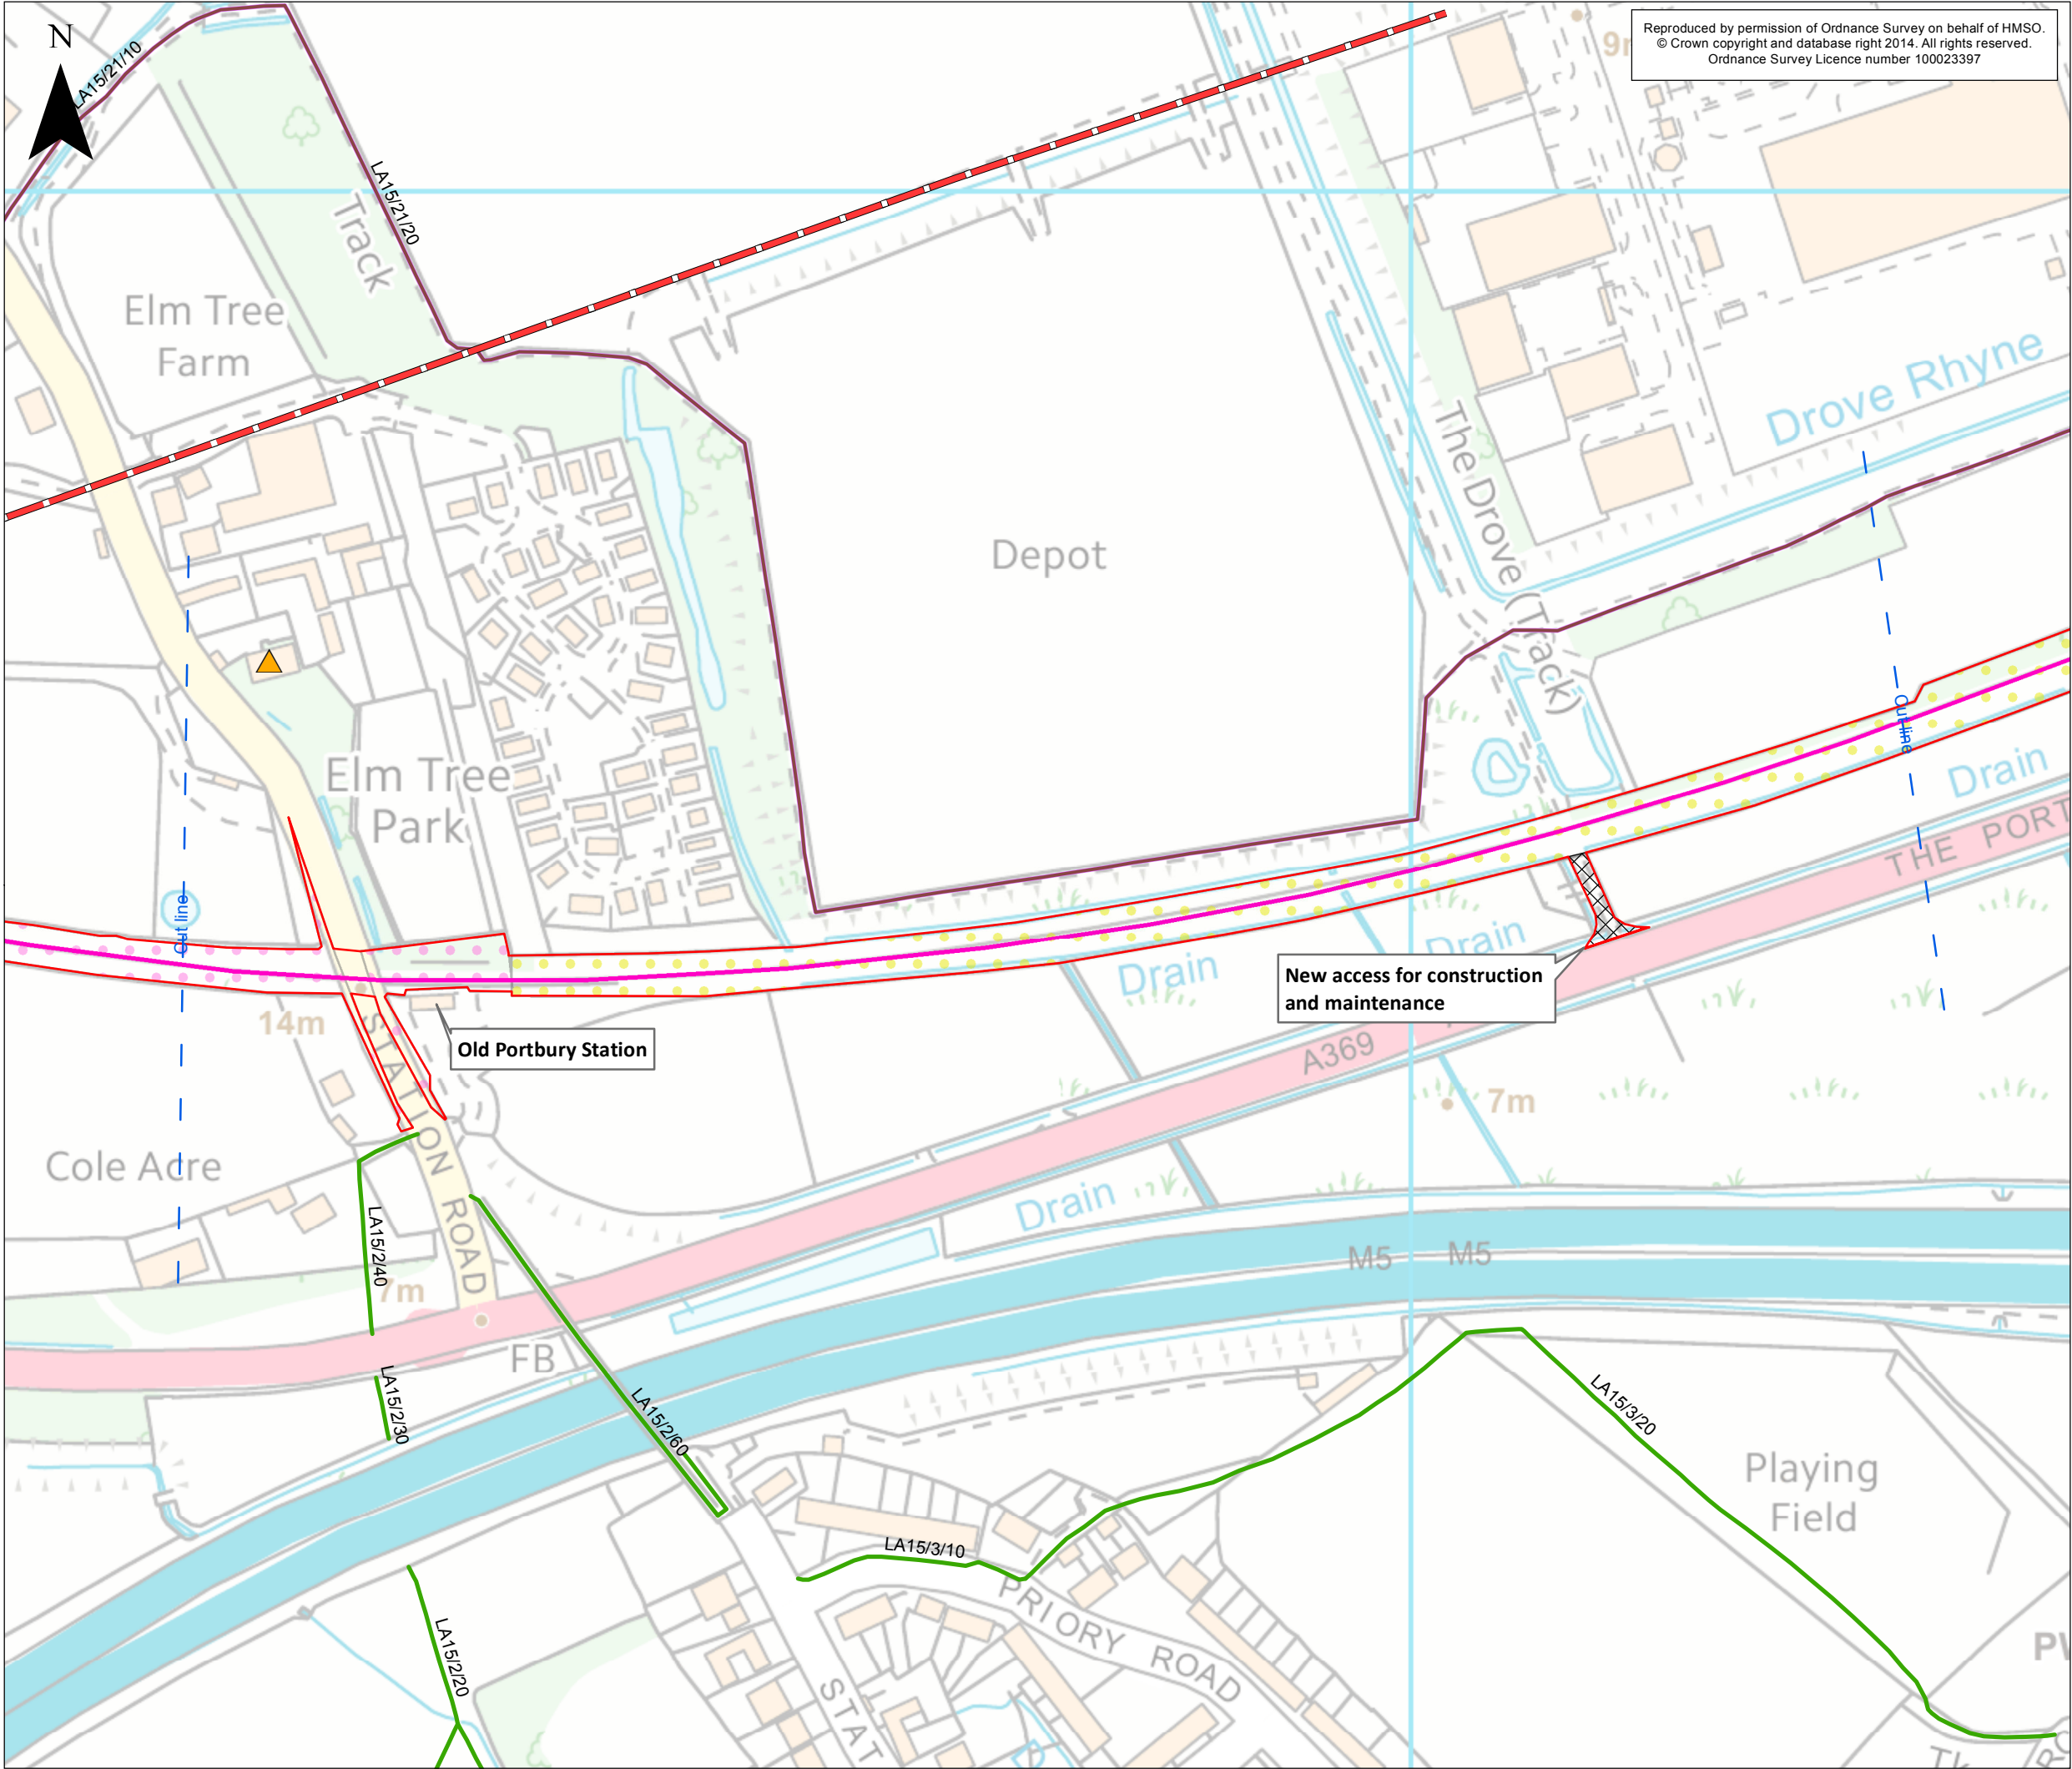 N
Reproduced by permission of Ordnance Survey on behalf of HMSO.
© Crown copyright and database right 2014. All rights reserved.
Ordnance Survey Licence number 100023397
LA15/21/10
LA15/21/20
Track
Elm Tree
Farm
Drove Rhyne
The Drove (Track)
Depot
Elm Tree
Park
Cut line
Cut line
Drain
THE PORT
Drain
Drain
New access for construction
and maintenance
14m
Old Portbury Station
A369
7m
STATION ROAD
Cole Acre
Drain
LA15/2/40
7m
M5
M5
FB
LA15/2/30
LA15/2/60
LA15/3/20
Playing
Field
LA15/3/10
PRIORY ROAD
LA15/2/20
STAT
Tk